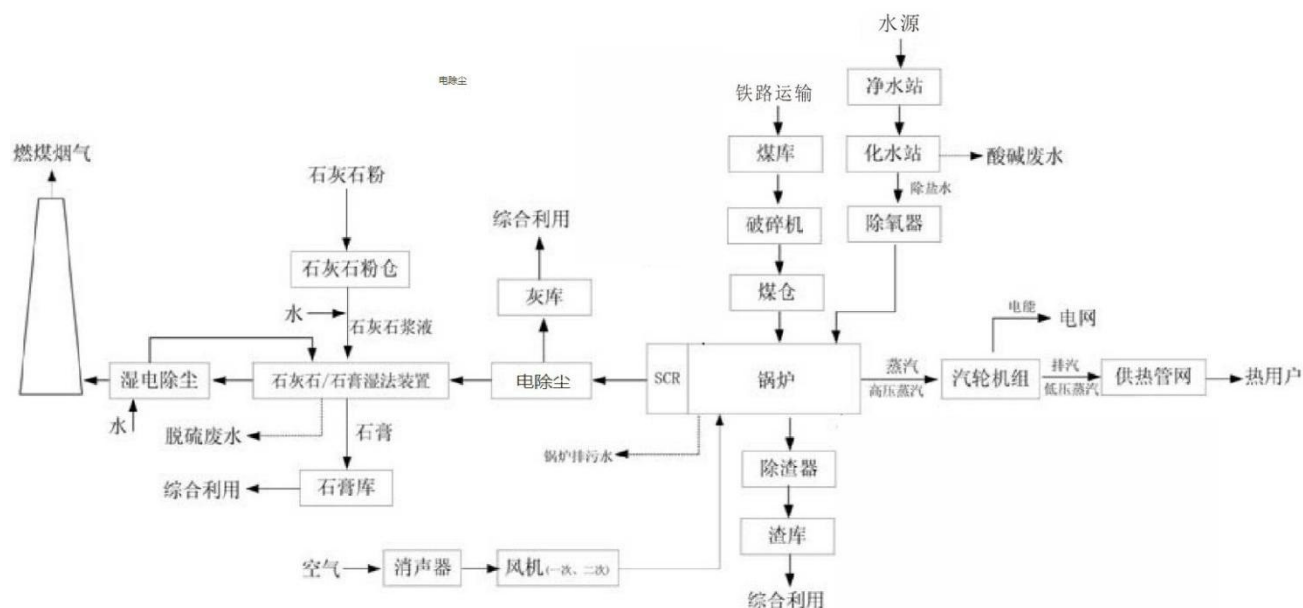 水源
电除尘
净水站
铁路运输
燃煤烟气
煤库
化水站
酸碱废水
石灰石粉
除盐水
综合利用
破碎机
除氧器
石灰石粉仓
灰库
煤仓
水
石灰石浆液
电能
电网
湿电除尘
石灰石/石膏湿法装置
电除尘
SCR
锅炉
蒸汽
高压蒸汽
汽轮机组
排汽
低压蒸汽
供热管网
热用户
水
脱硫废水
石膏
锅炉排污水
除渣器
综合利用
石膏库
渣库
空气
消声器
风机(一次、二次)
综合利用